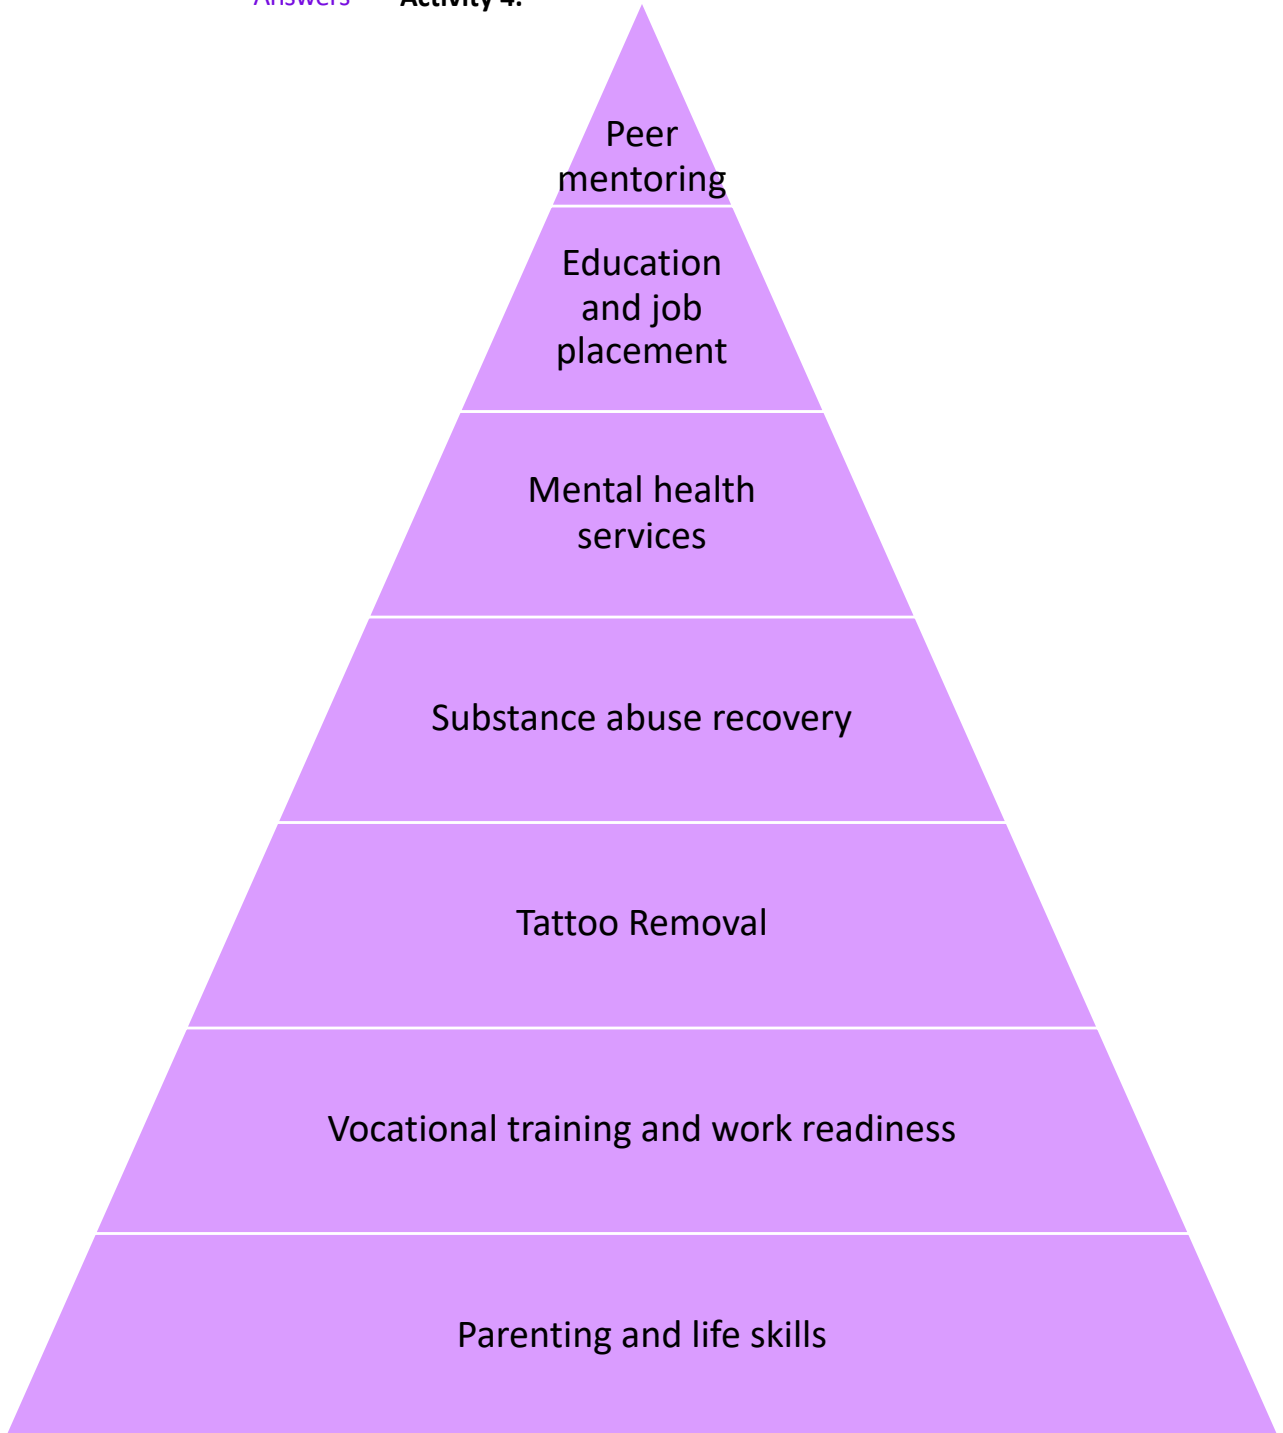 Answers Activity 4.
Peer
mentoring
Education
and job
placement
Mental health
services
Substance abuse recovery
Tattoo Removal
Vocational training and work readiness
Parenting and life skills